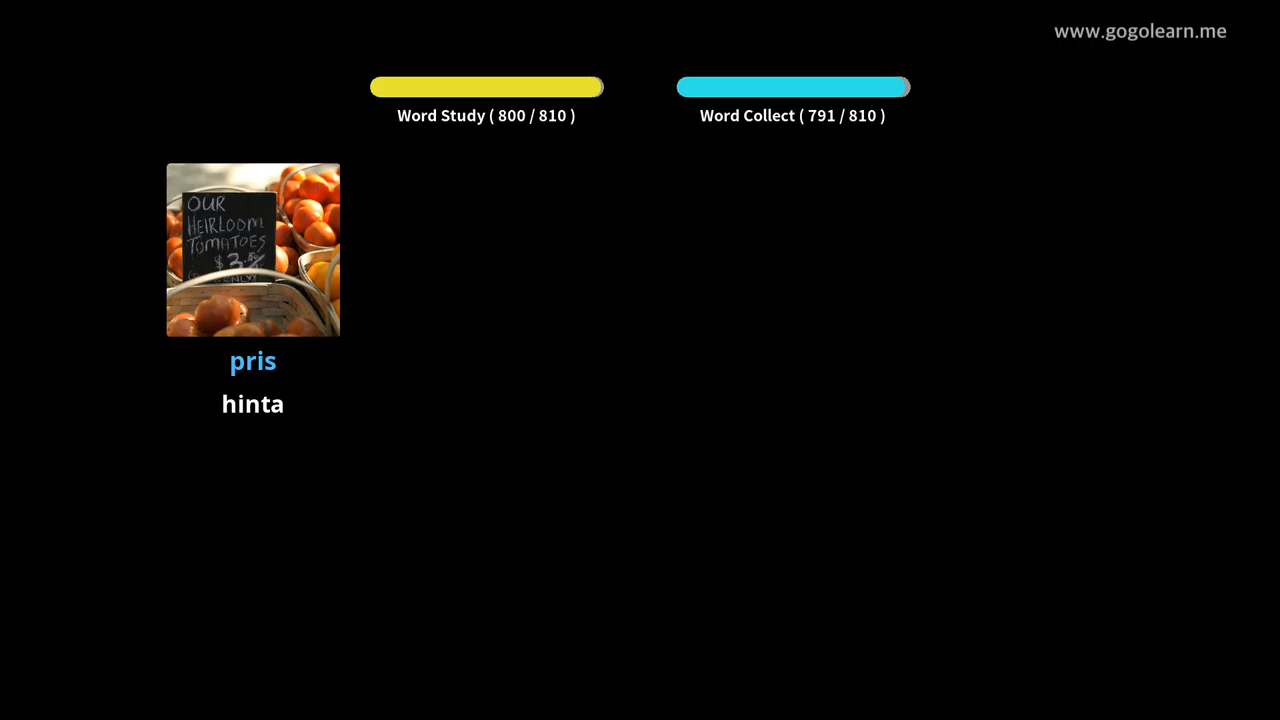 www.gogolearn.me
Word Study ( 800 / 810 )
Word Collect ( 791 / 810 )
OUR
HEIRLOOM
TOMATOES
pris
hinta